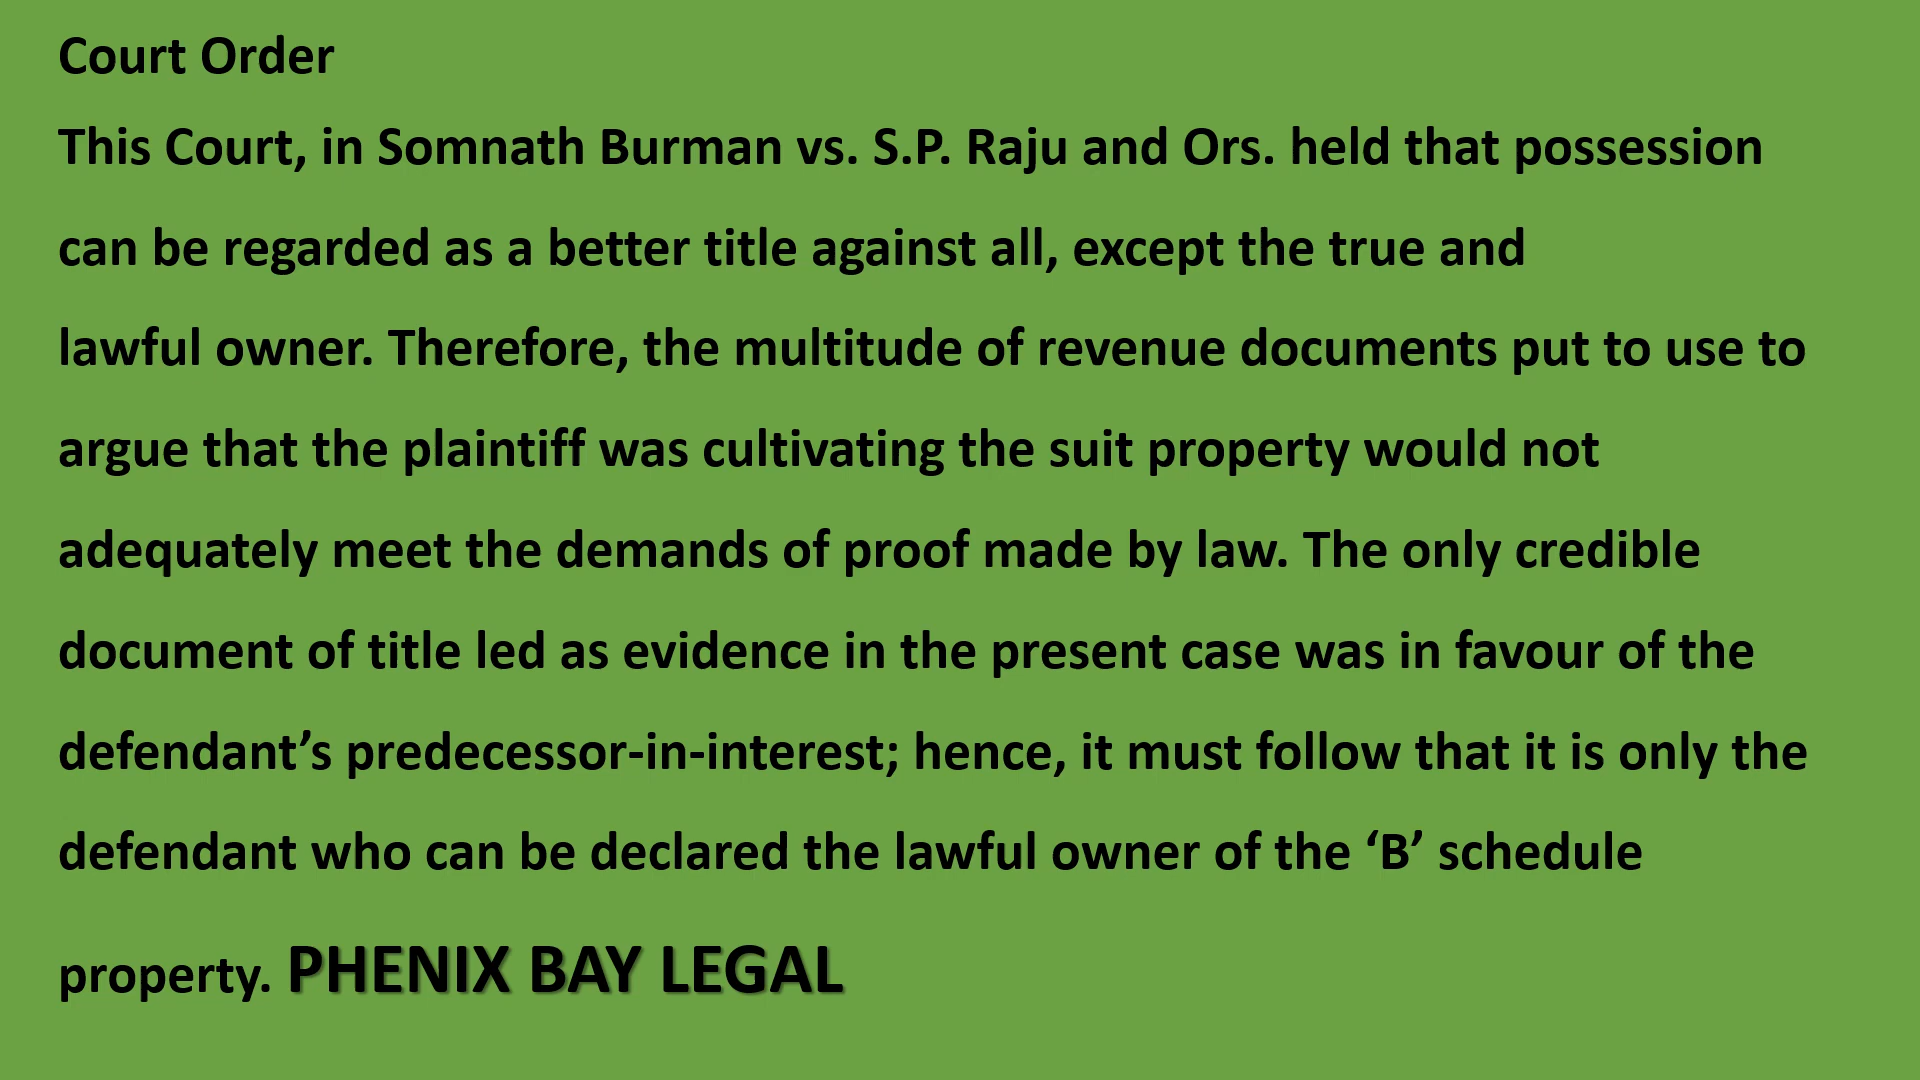 Court Order
This Court, in Somnath Burman vs. S.P. Raju and Ors. held that possession
can be regarded as a better title against all, except the true and
lawful owner. Therefore, the multitude of revenue documents put to use to
argue that the plaintiff was cultivating the suit property would not
adequately meet the demands of proof made by law. The only credible
document of title led as evidence in the present case was in favour of the
defendant’s predecessor-in-interest; hence, it must follow that it is only the
defendant who can be declared the lawful owner of the ‘B’ schedule
property. PHENIX BAY LEGAL